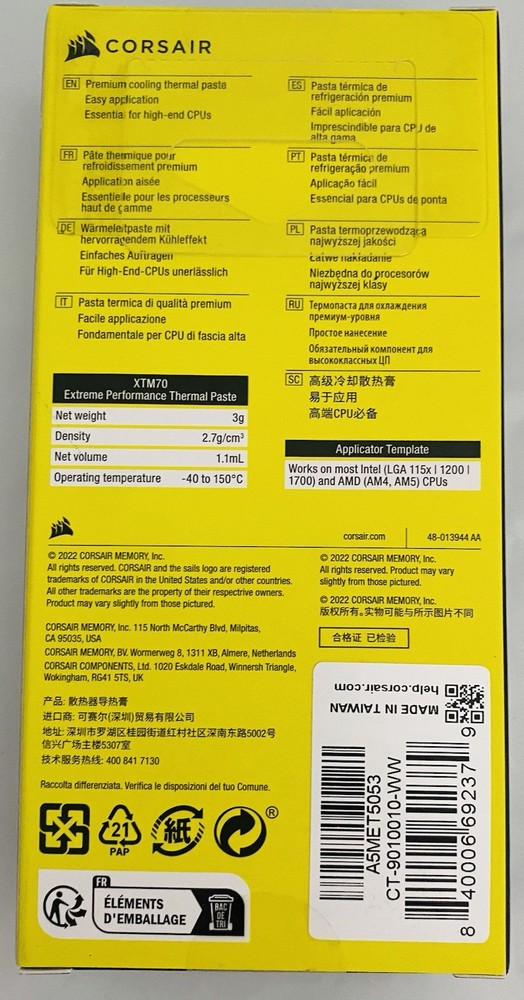 CORSAIR
EN Premium cooling thermal paste
Easy application
Essential for high-end CPUs
FR Pâte thermique pour
refroidissement premium
Application aisée
Essentielle pour les processeurs
haut de gamme
DE Wärmeleitpaste mit
hervorragendem Kühleffekt
Einfaches Auftragen
Für High-End-CPUs unerlässlich
IT Pasta termica di qualità premium
Facile applicazione
Fondamentale per CPU di fascia alta
ES Pasta térmica de
refrigeración premium
Fácil aplicación
Imprescindible para CPU de
alta gama
PT Pasta térmica de
refrigeração premium
Aplicação fácil
Essencial para CPUs de ponta
PL Pasta termoprzewodząca
najwyższej jakości
Łatwe nakładanie
Niezbędna do procesorów
najwyższej klasy
RU Термопаста для охлаждения
премиум-уровня
Простое нанесение
Обязательный компонент для
высококлассных ЦП
SC 高级冷却散热膏
易于应用
高端CPU必备
XTM70
Extreme Performance Thermal Paste
Net weight 3g
Density 2.7g/cm³
Net volume 1.1mL
Operating temperature -40 to 150°C
Applicator Template
Works on most Intel (LGA 115x | 1200 |
1700) and AMD (AM4, AM5) CPUs
corsair.com 48-013944 AA
© 2022 CORSAIR MEMORY, Inc.
All rights reserved. CORSAIR and the sails logo are registered
trademarks of CORSAIR in the United States and/or other countries.
All other trademarks are the property of their respectrive owners.
Product may vary slightly from those pictured.
© 2022 CORSAIR MEMORY, Inc.
All rights reserved. Product may vary
slightly from those pictured.
© 2022 CORSAIR MEMORY, Inc.
版权所有。实物可能与所示图片不同
合格证 已检验
CORSAIR MEMORY, Inc. 115 North McCarthy Blvd, Milpitas,
CA 95035, USA
CORSAIR MEMORY, BV. Wormerweg 8, 1311 XB, Almere, Netherlands
CORSAIR COMPONENTS, Ltd. 1020 Eskdale Road, Winnersh Triangle,
Wokingham, RG41 5TS, UK
产品: 散热器导热膏
进口商: 可赛尔(深圳)贸易有限公司
地址: 深圳市罗湖区桂园街道红村社区深南东路5002号
信兴广场主楼5307室
技术服务热线: 400 841 7130
Raccolta differenziata. Verifica le disposizioni del tuo Comune.
21
PAP
紙
®
FR
ÉLÉMENTS
D'EMBALLAGE
BAC
DE
TRI
help.corsair.com
MADE IN TAIWAN
A5MET5053
CT-9010010-WW
8 40006 69237 9